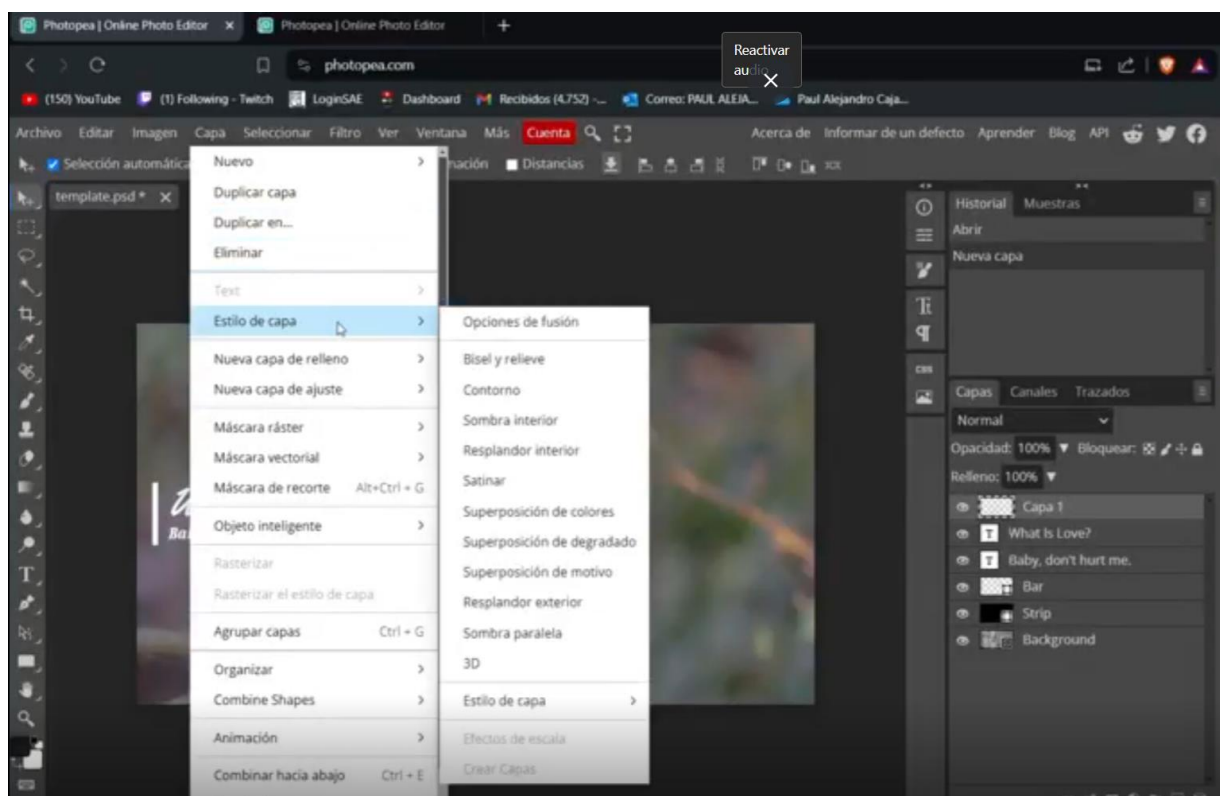 Photopea | Online Photo Editor
Photopea | Online Photo Editor
Reactivar
audio
photopea.com
(150) YouTube
(1) Following - Twitch
LoginSAE
Dashboard
Recibidos (4.752) -...
Correo: PAUL ALEJA...
Paul Alejandro Caja...
Archivo Editar Imagen Capa Seleccionar Filtro Ver Ventana Más Cuenta
Acerca de Informar de un defecto Aprender Blog API
Selección automática
mación Distancias
template.psd *
Nuevo
Duplicar capa
Duplicar en...
Eliminar
Text
Estilo de capa
Nueva capa de relleno
Nueva capa de ajuste
Máscara ráster
Máscara vectorial
Máscara de recorte Alt+Ctrl + G
Objeto inteligente
Rasterizar
Rasterizar el estilo de capa
Agrupar capas Ctrl + G
Organizar
Combine Shapes
Animación
Combinar hacia abajo Ctrl + E
Opciones de fusión
Bisel y relieve
Contorno
Sombra interior
Resplandor interior
Satinar
Superposición de colores
Superposición de degradado
Superposición de motivo
Resplandor exterior
Sombra paralela
3D
Estilo de capa
Efectos de escala
Crear Capas
Historial Muestras
Abrir
Nueva capa
CSS
Capas Canales Trazados
Normal
Opacidad: 100% Bloquear:
Relleno: 100%
Capa 1
What Is Love?
Baby, don't hurt me.
Bar
Strip
Background